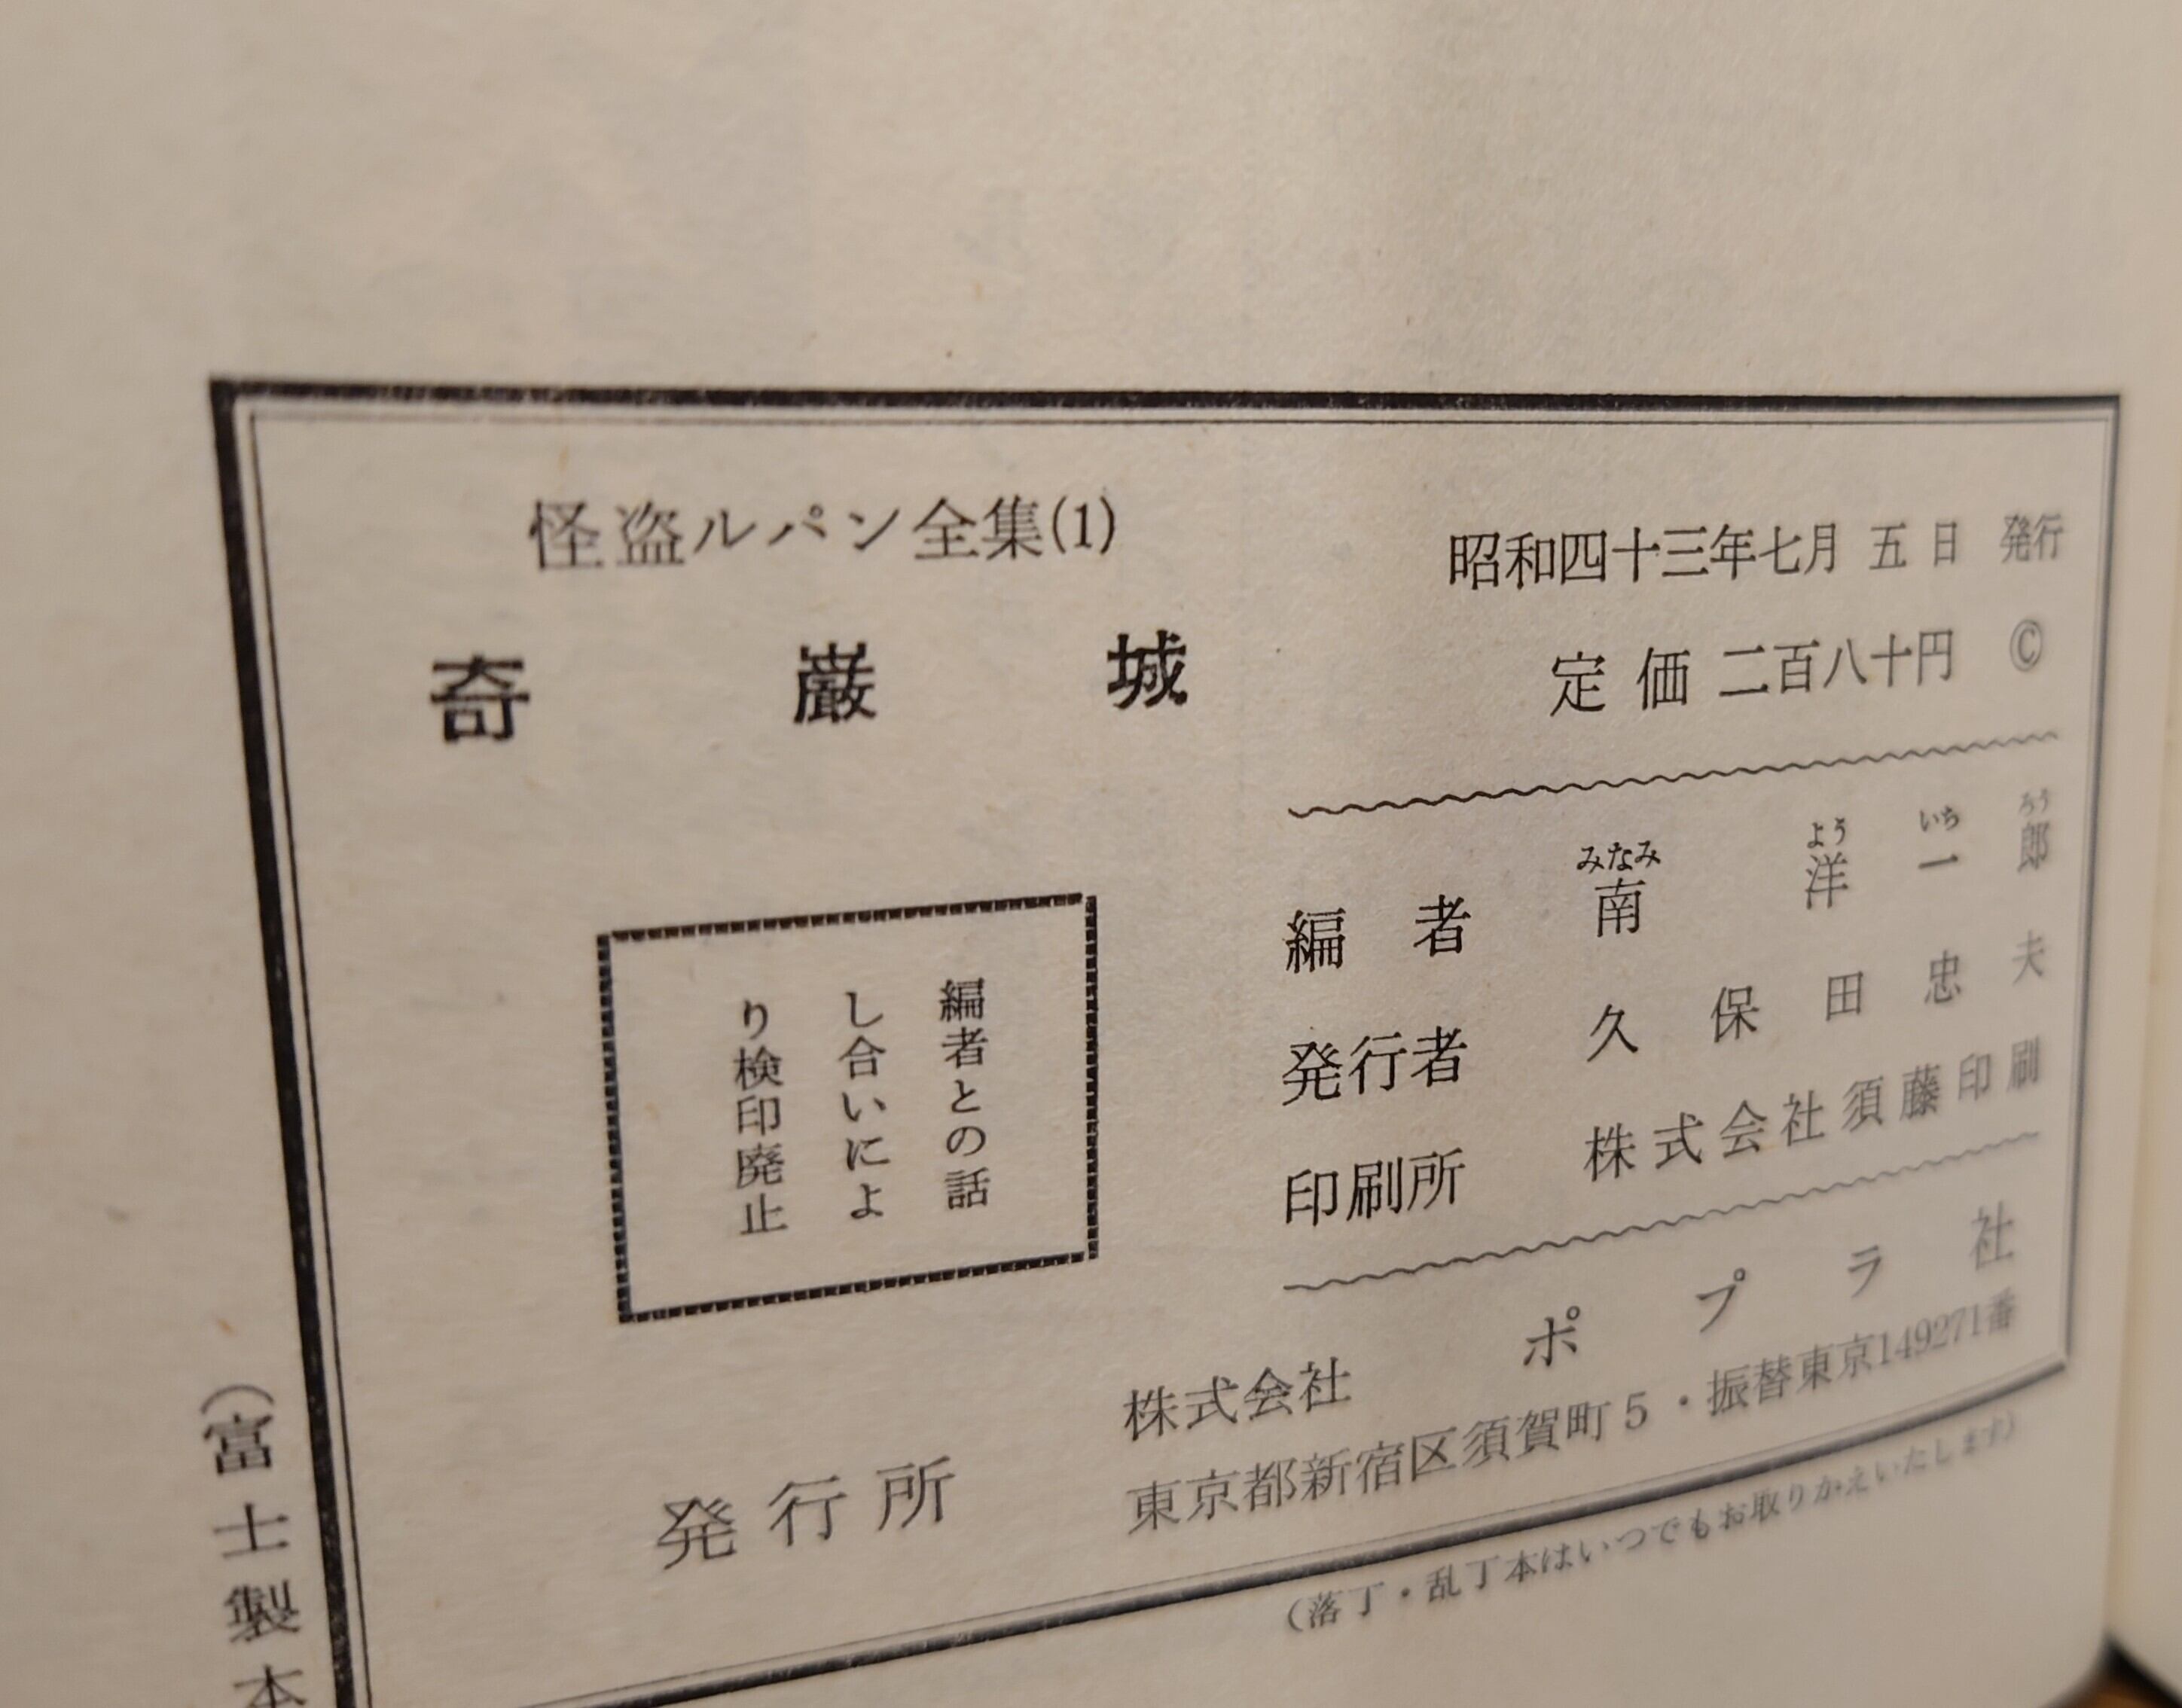 怪盗ルパン全集(1)
奇巌城
昭和四十三年七月五日 発行
定価 二百八十円 ©
編者との話
し合いによ
り検印廃止
みなみ よう いち ろう
編者 南 洋一郎
発行者 久保田忠夫
印刷所 株式会社須藤印刷
発行所 株式会社 ポプラ社
東京都新宿区須賀町5・振替東京149271番
(落丁・乱丁本はいつでもお取りかえいたします)
(富士製本